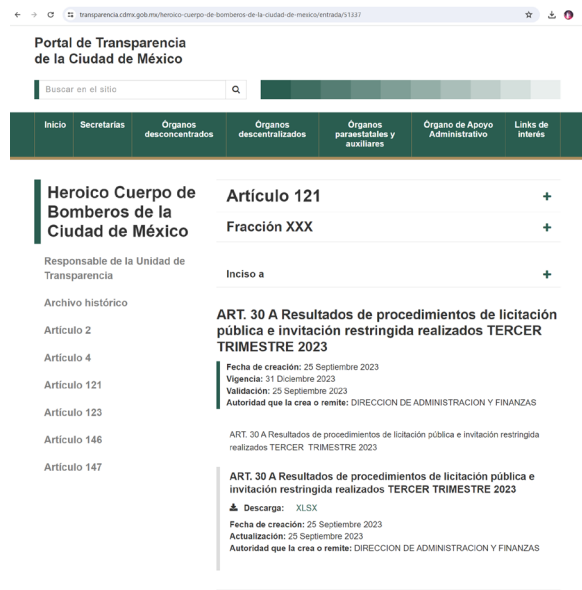 transparencia.cdmx.gob.mx/heroico-cuerpo-de-bomberos-de-la-ciudad-de-mexico/entrada/51337
Portal de Transparencia
de la Ciudad de México
Buscar en el sitio
Inicio
Secretarías
Órganos
desconcentrados
Órganos
descentralizados
Órganos
paraestatales y
auxiliares
Órgano de Apoyo
Administrativo
Links de
interés
Heroico Cuerpo de
Bomberos de la
Ciudad de México
Responsable de la Unidad de
Transparencia
Archivo histórico
Artículo 2
Artículo 4
Artículo 121
Artículo 123
Artículo 146
Artículo 147
Artículo 121 +
Fracción XXX +
Inciso a +
ART. 30 A Resultados de procedimientos de licitación
pública e invitación restringida realizados TERCER
TRIMESTRE 2023
Fecha de creación: 25 Septiembre 2023
Vigencia: 31 Diciembre 2023
Validación: 25 Septiembre 2023
Autoridad que la crea o remite: DIRECCION DE ADMINISTRACION Y FINANZAS
ART. 30 A Resultados de procedimientos de licitación pública e invitación restringida
realizados TERCER TRIMESTRE 2023
ART. 30 A Resultados de procedimientos de licitación pública e
invitación restringida realizados TERCER TRIMESTRE 2023
Descarga: XLSX
Fecha de creación: 25 Septiembre 2023
Actualización: 25 Septiembre 2023
Autoridad que la crea o remite: DIRECCION DE ADMINISTRACION Y FINANZAS